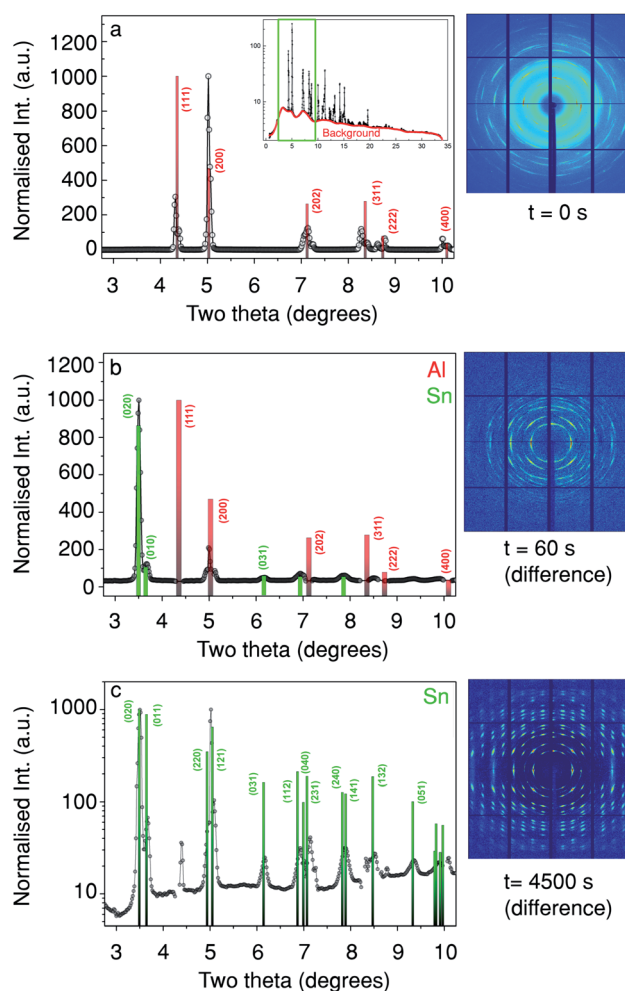 a
Normalised Int. (a.u.)
1200
1000
800
600
400
200
0
(111)
(200)
(202)
(311)
(222)
(400)
100
10
Background
0 5 10 15 20 25 30 35
3 4 5 6 7 8 9 10
Two theta (degrees)
t = 0 s
b
Al
Sn
Normalised Int. (a.u.)
1200
1000
800
600
400
200
0
(020)
(010)
(111)
(200)
(031)
(202)
(311)
(222)
(400)
3 4 5 6 7 8 9 10
Two theta (degrees)
t = 60 s
(difference)
c
Sn
Normalised Int. (a.u.)
1000
100
10
(020)
(011)
(220)
(121)
(031)
(112)
(040)
(231)
(240)
(141)
(132)
(051)
3 4 5 6 7 8 9 10
Two theta (degrees)
t= 4500 s
(difference)